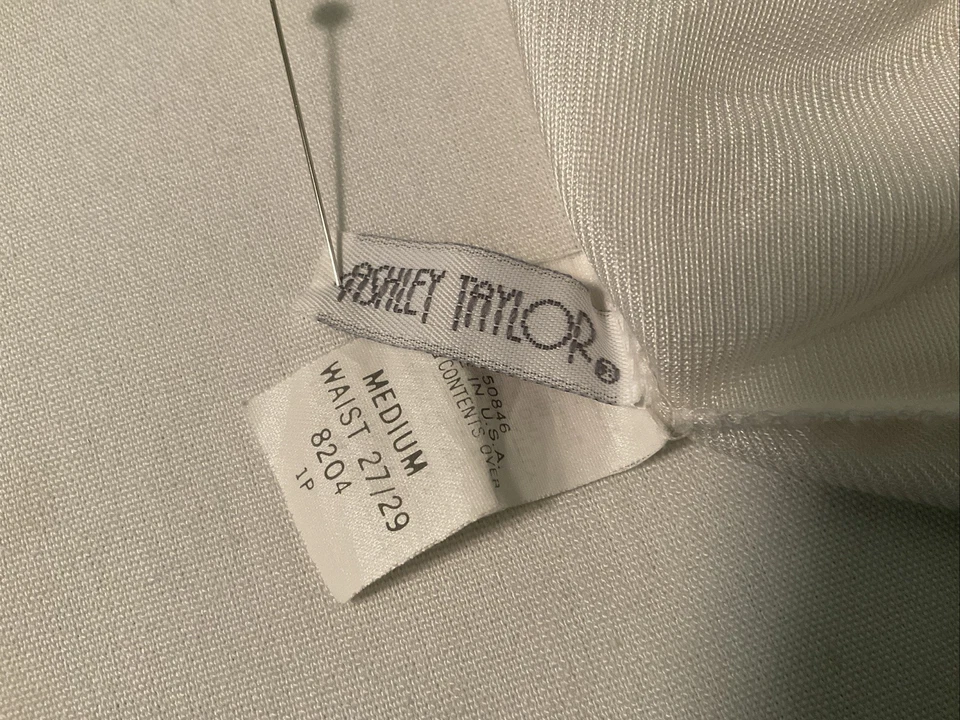 ASHLEY TAYLOR®
MEDIUM
WAIST 27/29
8204
1P
50846
IN U.S.A.
CONTENTS OVER